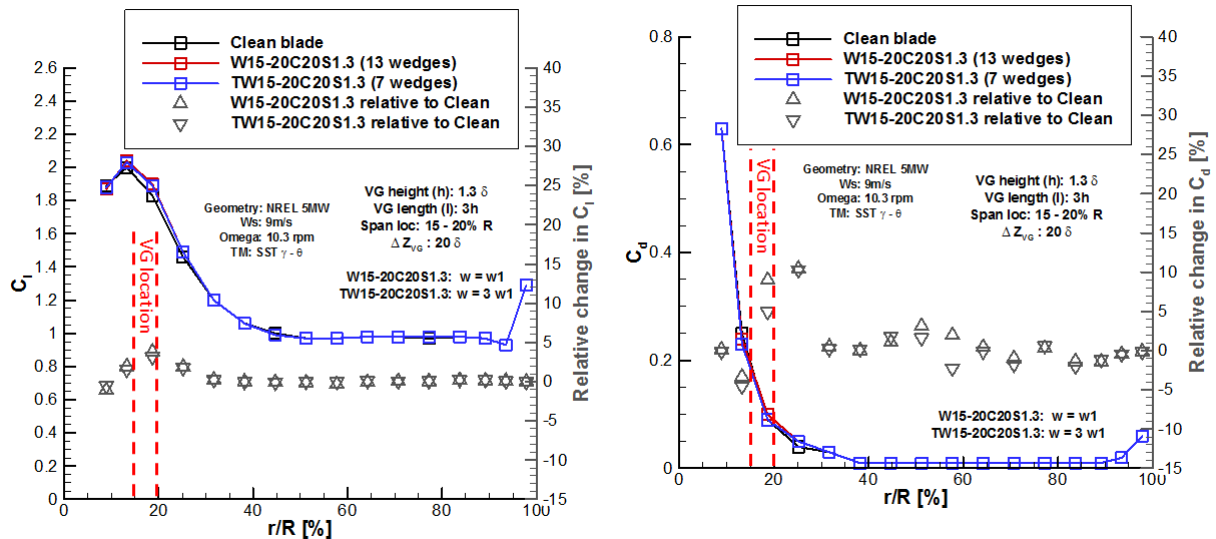 Clean blade
W15-20C20S1.3 (13 wedges)
TW15-20C20S1.3 (7 wedges)
W15-20C20S1.3 relative to Clean
TW15-20C20S1.3 relative to Clean
2.6
2.4
2.2
2
1.8
1.6
1.4
1.2
1
0.8
0.6
0.4
0.2
0
Cl
VG location
Geometry: NREL 5MW
Ws: 9m/s
Omega: 10.3 rpm
TM: SST γ - θ
VG height (h): 1.3 δ
VG length (l): 3h
Span loc: 15 - 20% R
Δ ZVG : 20 δ
W15-20C20S1.3: w = w1
TW15-20C20S1.3: w = 3 w1
40
35
30
25
20
15
10
5
0
-5
-10
-15
Relative change in Cl [%]
0 20 40 60 80 100
r/R [%]
Clean blade
W15-20C20S1.3 (13 wedges)
TW15-20C20S1.3 (7 wedges)
W15-20C20S1.3 relative to Clean
TW15-20C20S1.3 relative to Clean
0.8
0.6
0.4
0.2
0
Cd
VG location
Geometry: NREL 5MW
Ws: 9m/s
Omega: 10.3 rpm
TM: SST γ - θ
VG height (h): 1.3 δ
VG length (l): 3h
Span loc: 15 - 20% R
Δ ZVG : 20 δ
W15-20C20S1.3: w = w1
TW15-20C20S1.3: w = 3 w1
40
35
30
25
20
15
10
5
0
-5
-10
-15
Relative change in Cd [%]
0 20 40 60 80 100
r/R [%]